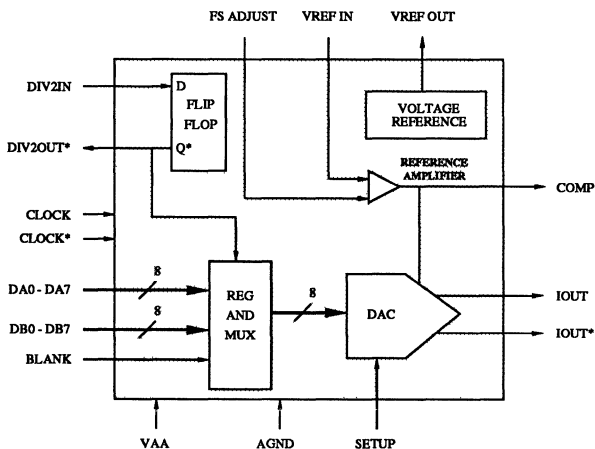 FS ADJUST
VREF IN
VREF OUT
DIV2IN
D
FLIP
FLOP
VOLTAGE
REFERENCE
DIV2OUT*
Q*
REFERENCE
AMPLIFIER
COMP
CLOCK
CLOCK*
8
DA0 - DA7
REG
AND
MUX
8
DAC
IOUT
8
DB0 - DB7
IOUT*
BLANK
VAA
AGND
SETUP